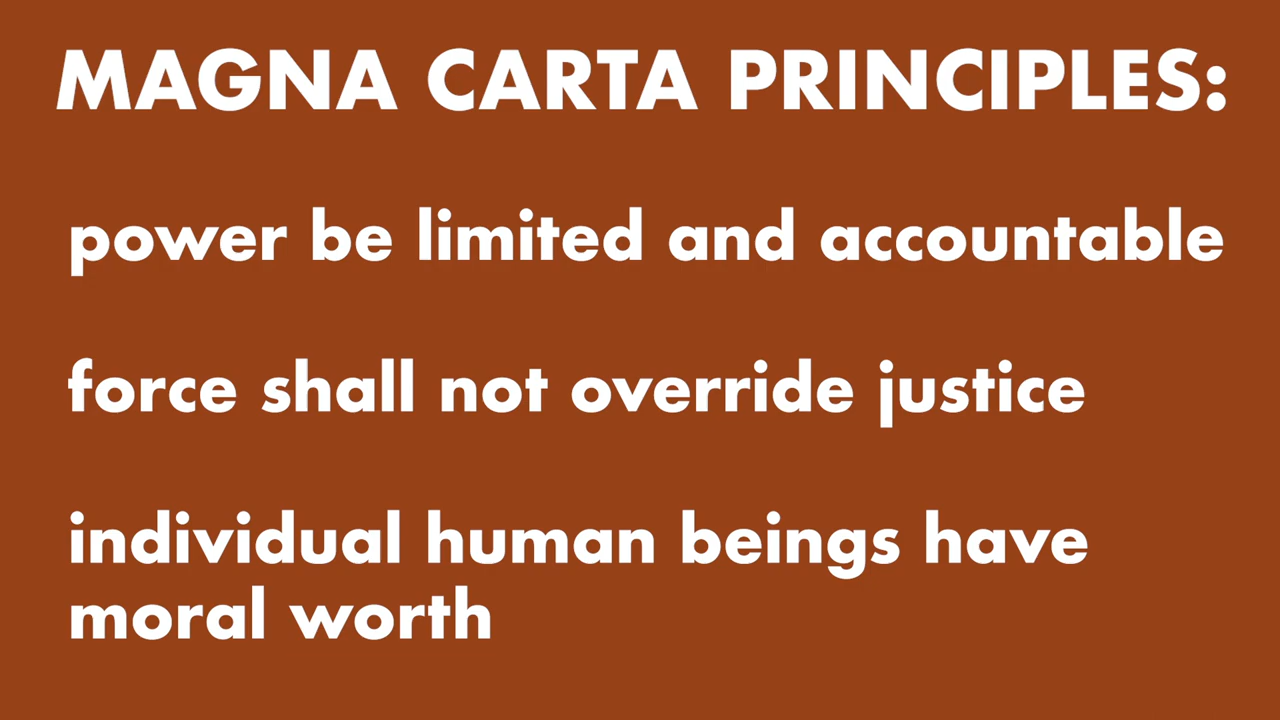 MAGNA CARTA PRINCIPLES:
power be limited and accountable
force shall not override justice
individual human beings have
moral worth